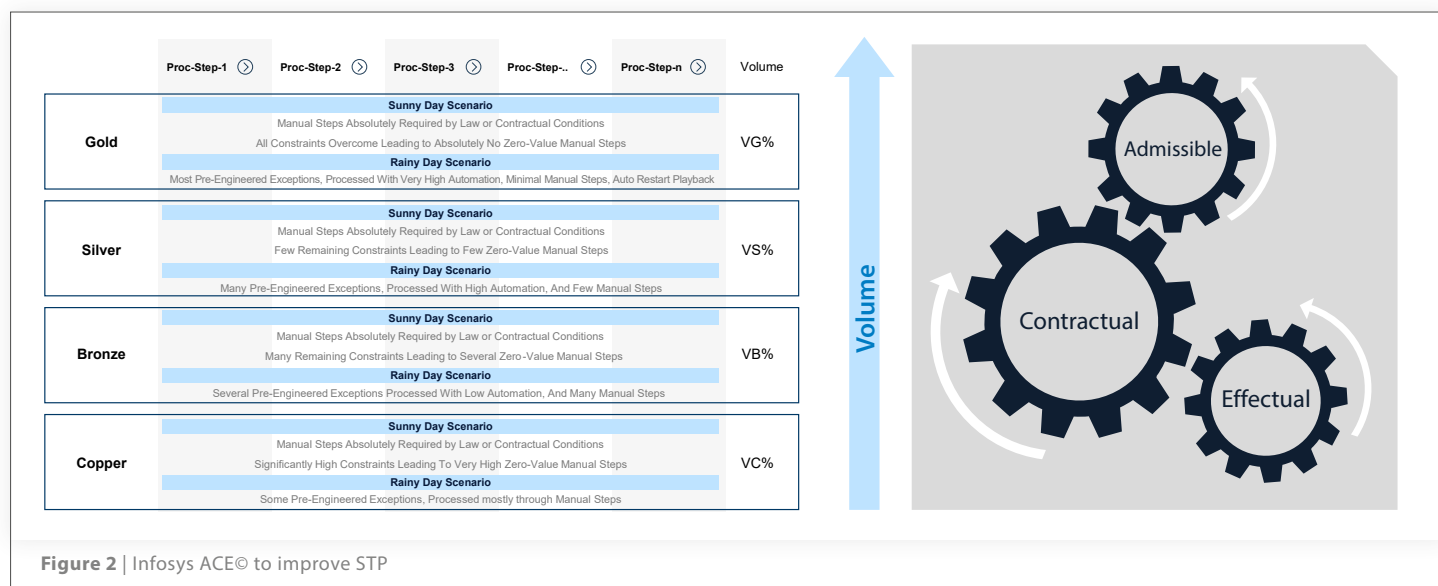 Proc-Step-1 Proc-Step-2 Proc-Step-3 Proc-Step-.. Proc-Step-n Volume
Gold
Sunny Day Scenario
Manual Steps Absolutely Required by Law or Contractual Conditions
All Constraints Overcome Leading to Absolutely No Zero-Value Manual Steps
Rainy Day Scenario
Most Pre-Engineered Exceptions, Processed With Very High Automation, Minimal Manual Steps, Auto Restart Playback
VG%
Silver
Sunny Day Scenario
Manual Steps Absolutely Required by Law or Contractual Conditions
Few Remaining Constraints Leading to Few Zero-Value Manual Steps
Rainy Day Scenario
Many Pre-Engineered Exceptions, Processed With High Automation, And Few Manual Steps
VS%
Bronze
Sunny Day Scenario
Manual Steps Absolutely Required by Law or Contractual Conditions
Many Remaining Constraints Leading to Several Zero-Value Manual Steps
Rainy Day Scenario
Several Pre-Engineered Exceptions Processed With Low Automation, And Many Manual Steps
VB%
Copper
Sunny Day Scenario
Manual Steps Absolutely Required by Law or Contractual Conditions
Significantly High Constraints Leading To Very High Zero-Value Manual Steps
Rainy Day Scenario
Some Pre-Engineered Exceptions, Processed mostly through Manual Steps
VC%
Volume
Admissible
Contractual
Effectual
Figure 2 | Infosys ACE© to improve STP